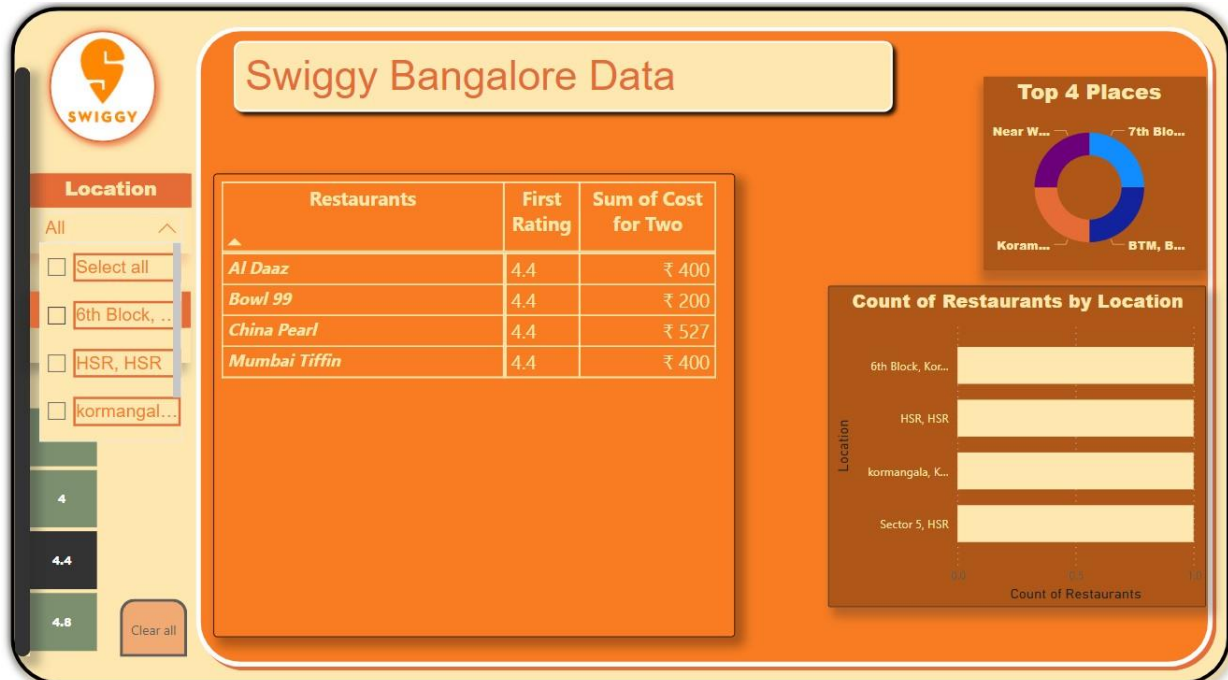 SWIGGY
Swiggy Bangalore Data
Location
All
Select all
6th Block, ...
HSR, HSR
kormangal...
4
4.4
4.8
Clear all
Restaurants First Rating Sum of Cost for Two
Al Daaz 4.4 ₹ 400
Bowl 99 4.4 ₹ 200
China Pearl 4.4 ₹ 527
Mumbai Tiffin 4.4 ₹ 400
Top 4 Places
Near W... 7th Blo...
Koram... BTM, B...
Count of Restaurants by Location
Location
6th Block, Kor...
HSR, HSR
kormangala, K...
Sector 5, HSR
0.0 0.5 1.0
Count of Restaurants